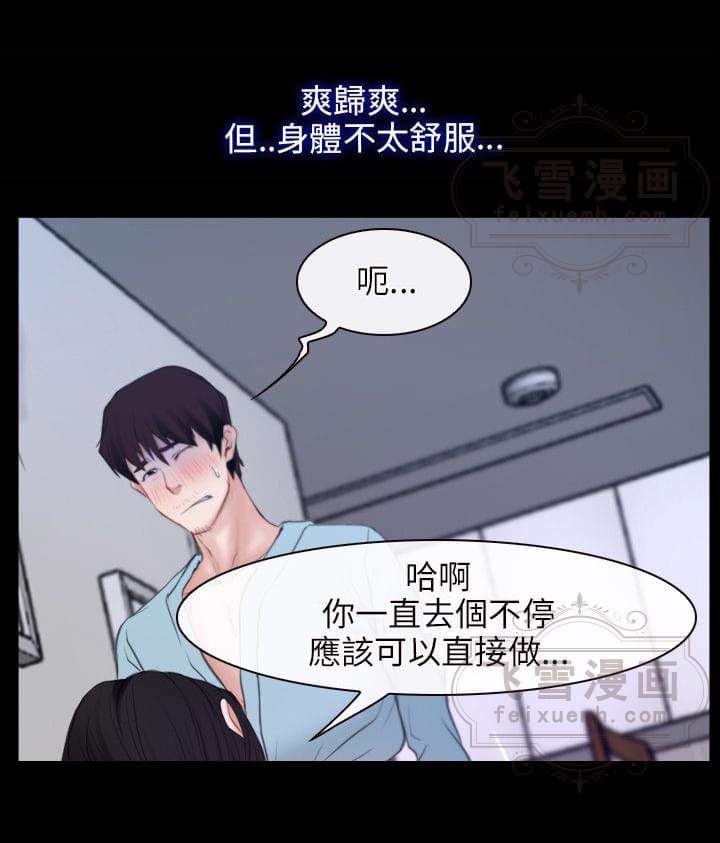 爽歸爽...
但..身體不太舒服...
飞雪漫画
feixuemh.com
呃...
哈啊
你一直去個不停
應該可以直接做...
飞雪漫画
feixuemh.com